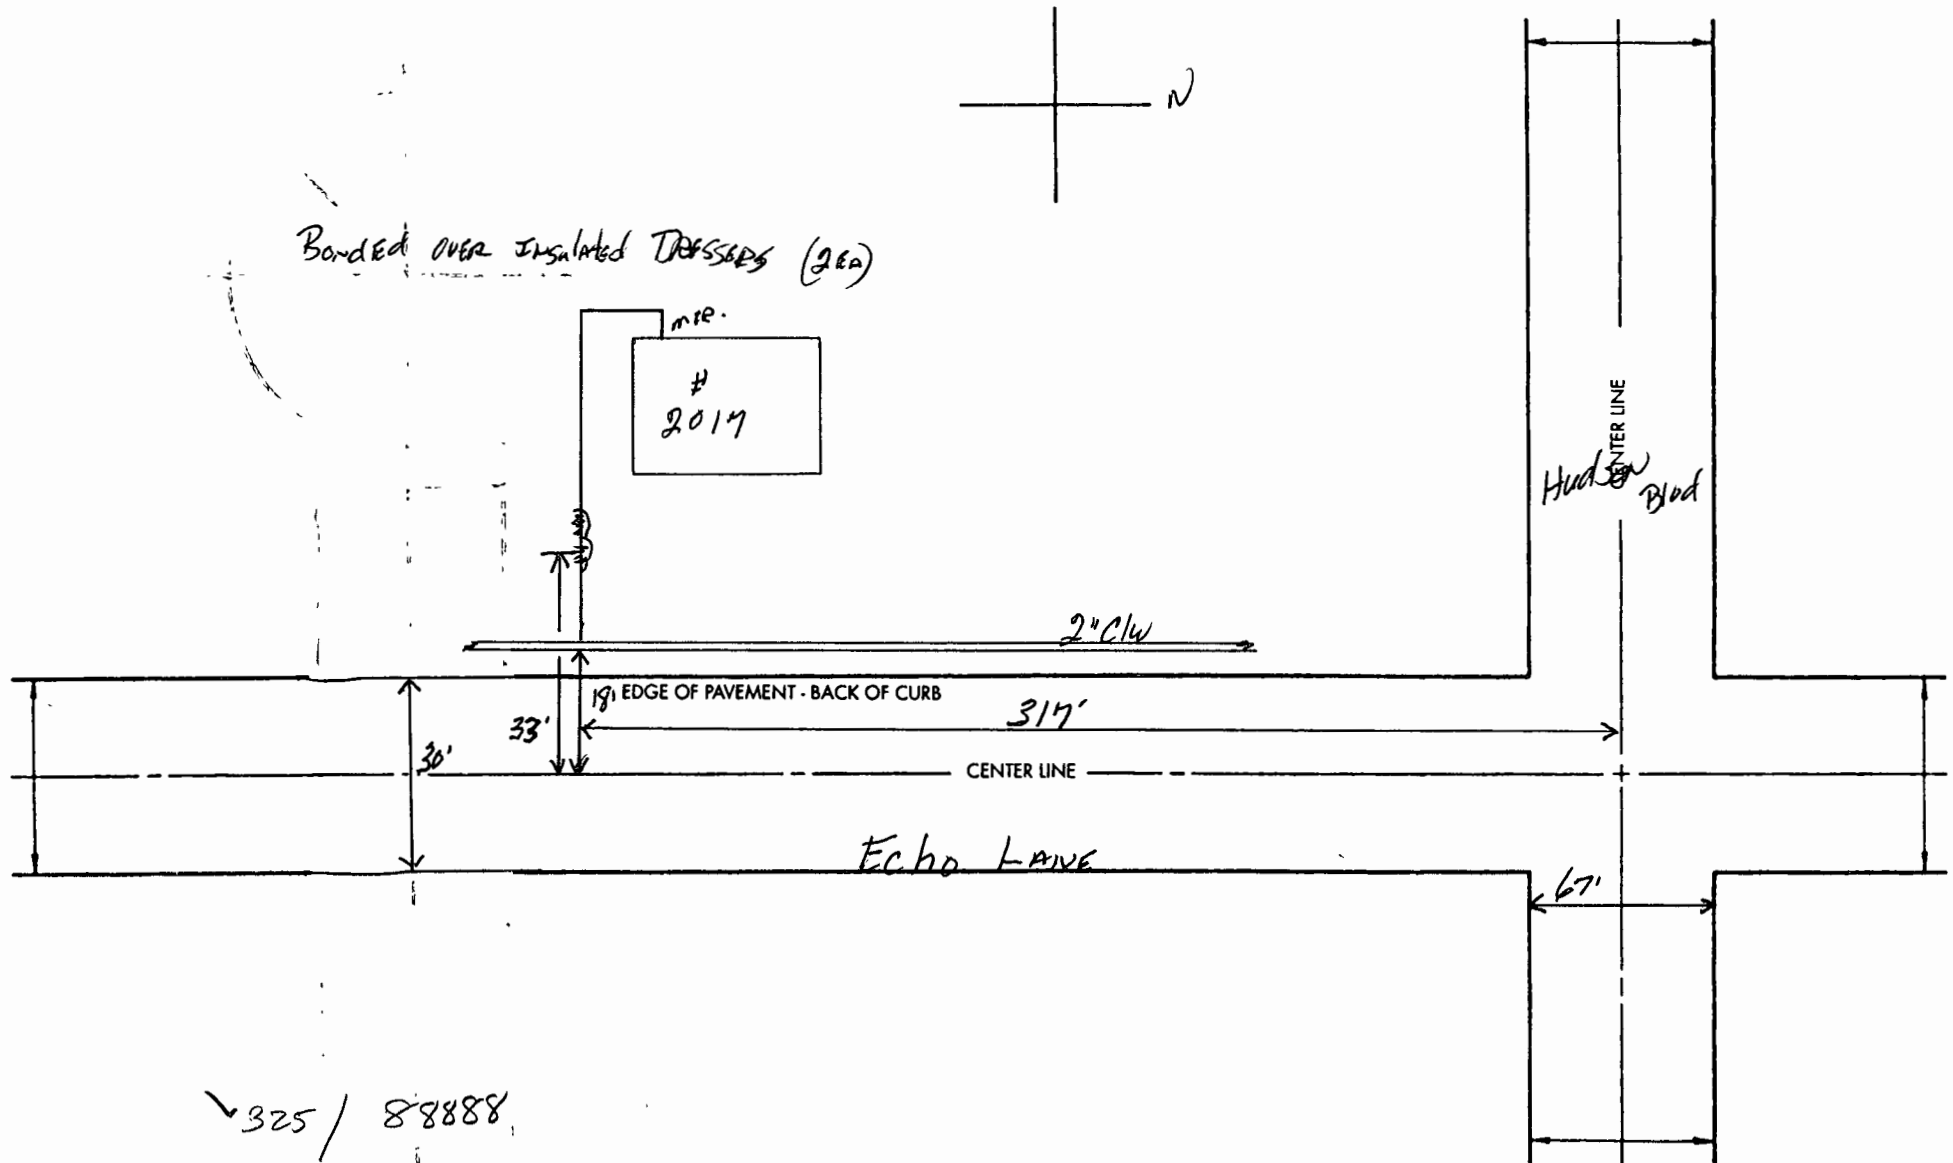 N
Bonded OVER Insulated DRESSERS (2EA)
mtr.
#
2017
CENTER LINE
Hudson
Blvd
2" C/W
18' EDGE OF PAVEMENT - BACK OF CURB
33'
317'
30'
CENTER LINE
Echo LANE
67'
325 / 88888